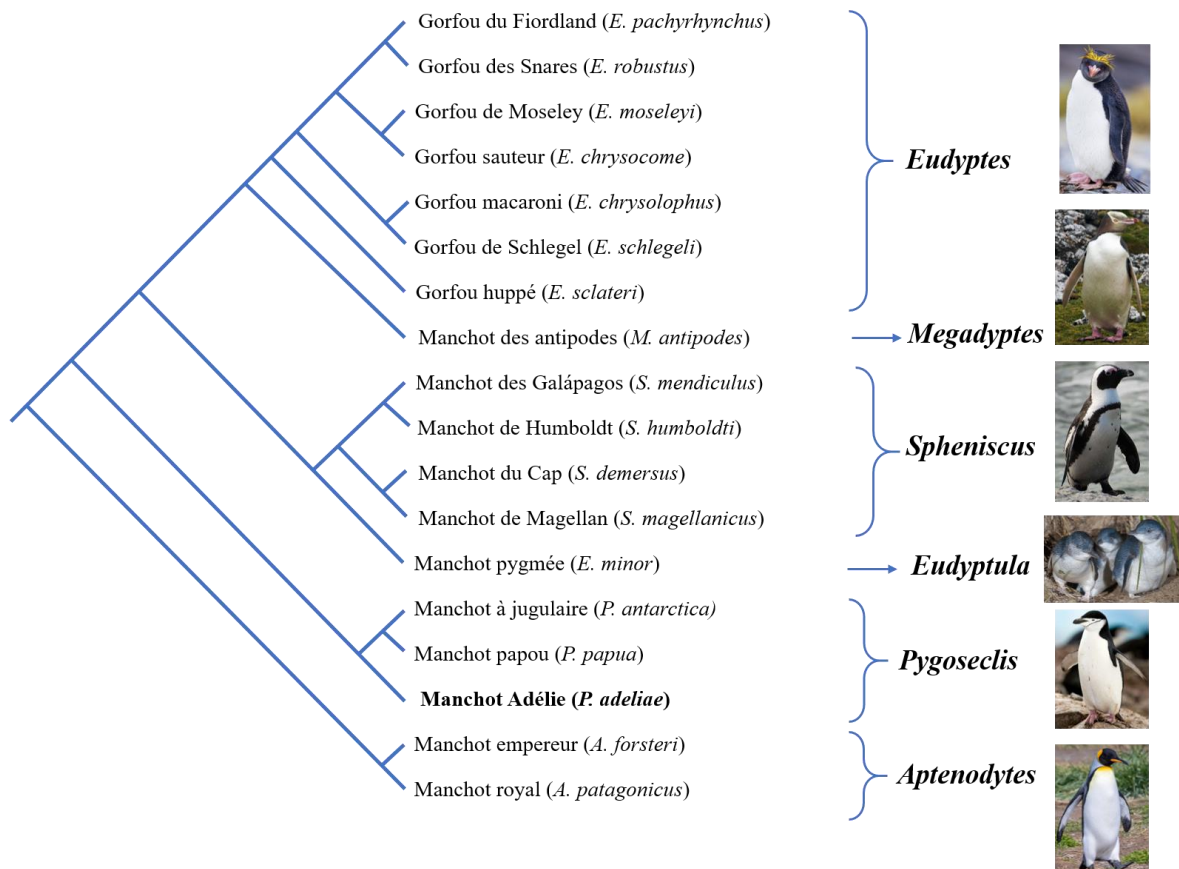 Gorfou du Fiordland (E. pachyrhynchus)
Gorfou des Snares (E. robustus)
Gorfou de Moseley (E. moseleyi)
Gorfou sauteur (E. chrysocome)
Gorfou macaroni (E. chrysolophus)
Gorfou de Schlegel (E. schlegeli)
Gorfou huppé (E. sclateri)
Manchot des antipodes (M. antipodes)
Manchot des Galápagos (S. mendiculus)
Manchot de Humboldt (S. humboldti)
Manchot du Cap (S. demersus)
Manchot de Magellan (S. magellanicus)
Manchot pygmée (E. minor)
Manchot à jugulaire (P. antarctica)
Manchot papou (P. papua)
Manchot Adélie (P. adeliae)
Manchot empereur (A. forsteri)
Manchot royal (A. patagonicus)
Eudyptes
Megadyptes
Spheniscus
Eudyptula
Pygoseclis
Aptenodytes